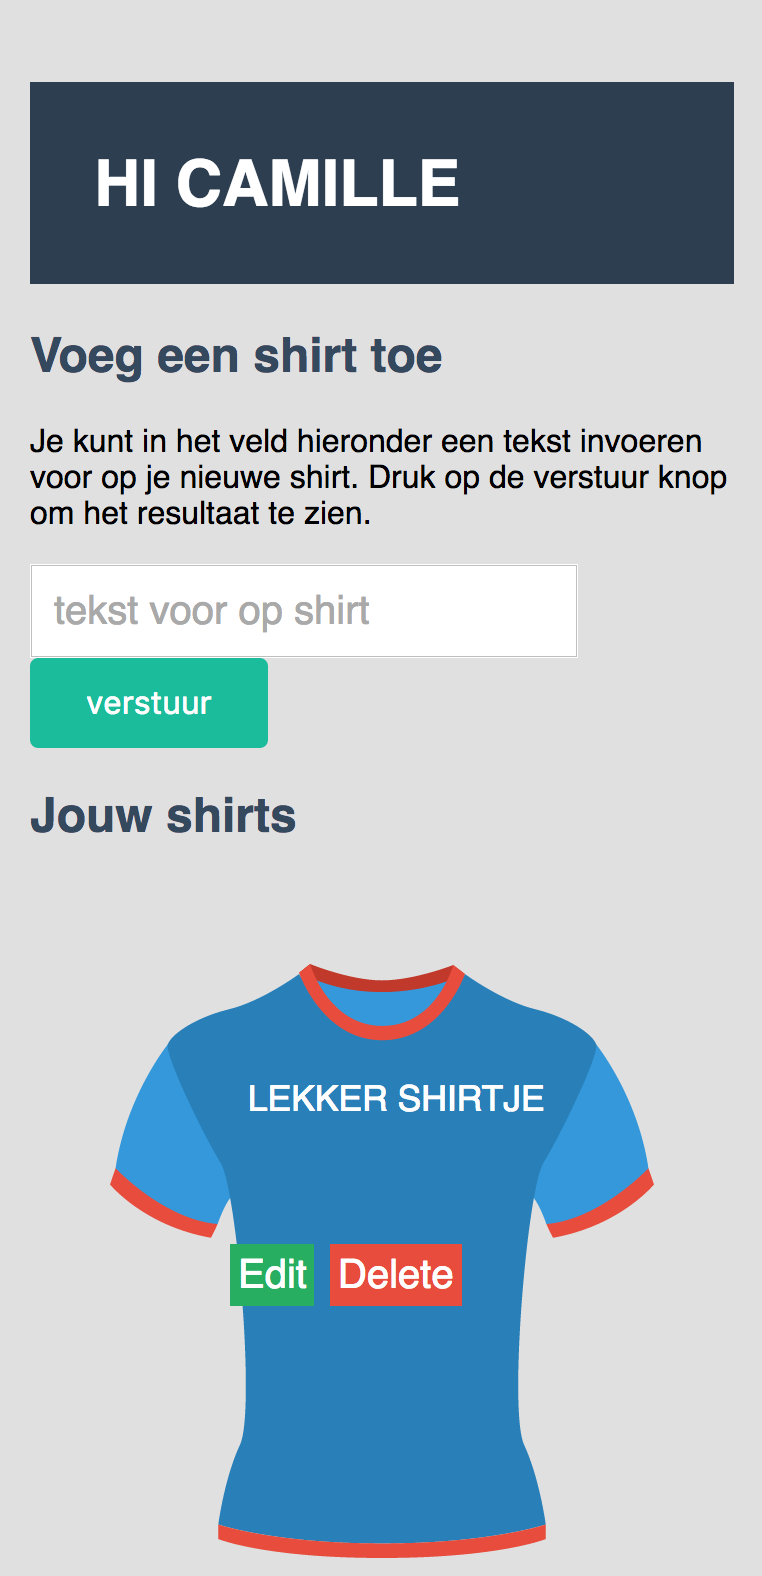 HI CAMILLE
Voeg een shirt toe
Je kunt in het veld hieronder een tekst invoeren
voor op je nieuwe shirt. Druk op de verstuur knop
om het resultaat te zien.
tekst voor op shirt
verstuur
Jouw shirts
LEKKER SHIRTJE
Edit Delete